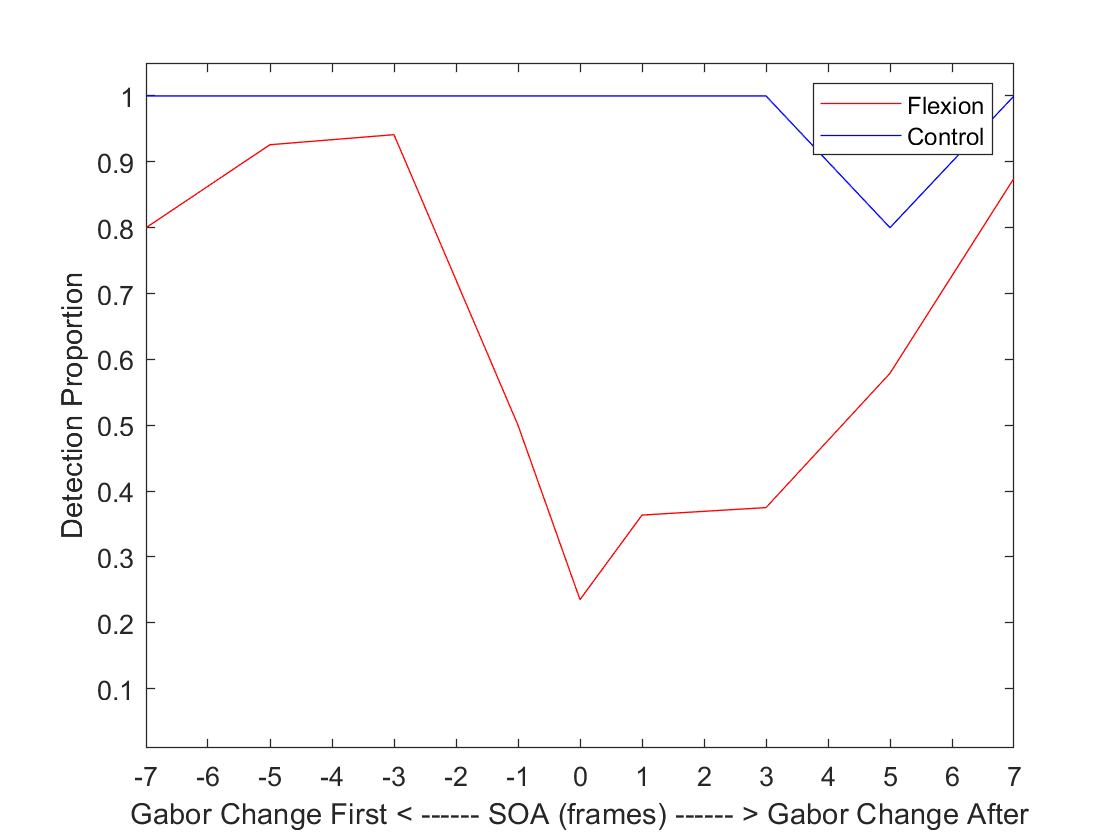 Flexion
Control
1
0.9
0.8
0.7
0.6
0.5
0.4
0.3
0.2
0.1
Detection Proportion
-7 -6 -5 -4 -3 -2 -1 0 1 2 3 4 5 6 7
Gabor Change First < ------ SOA (frames) ------ > Gabor Change After